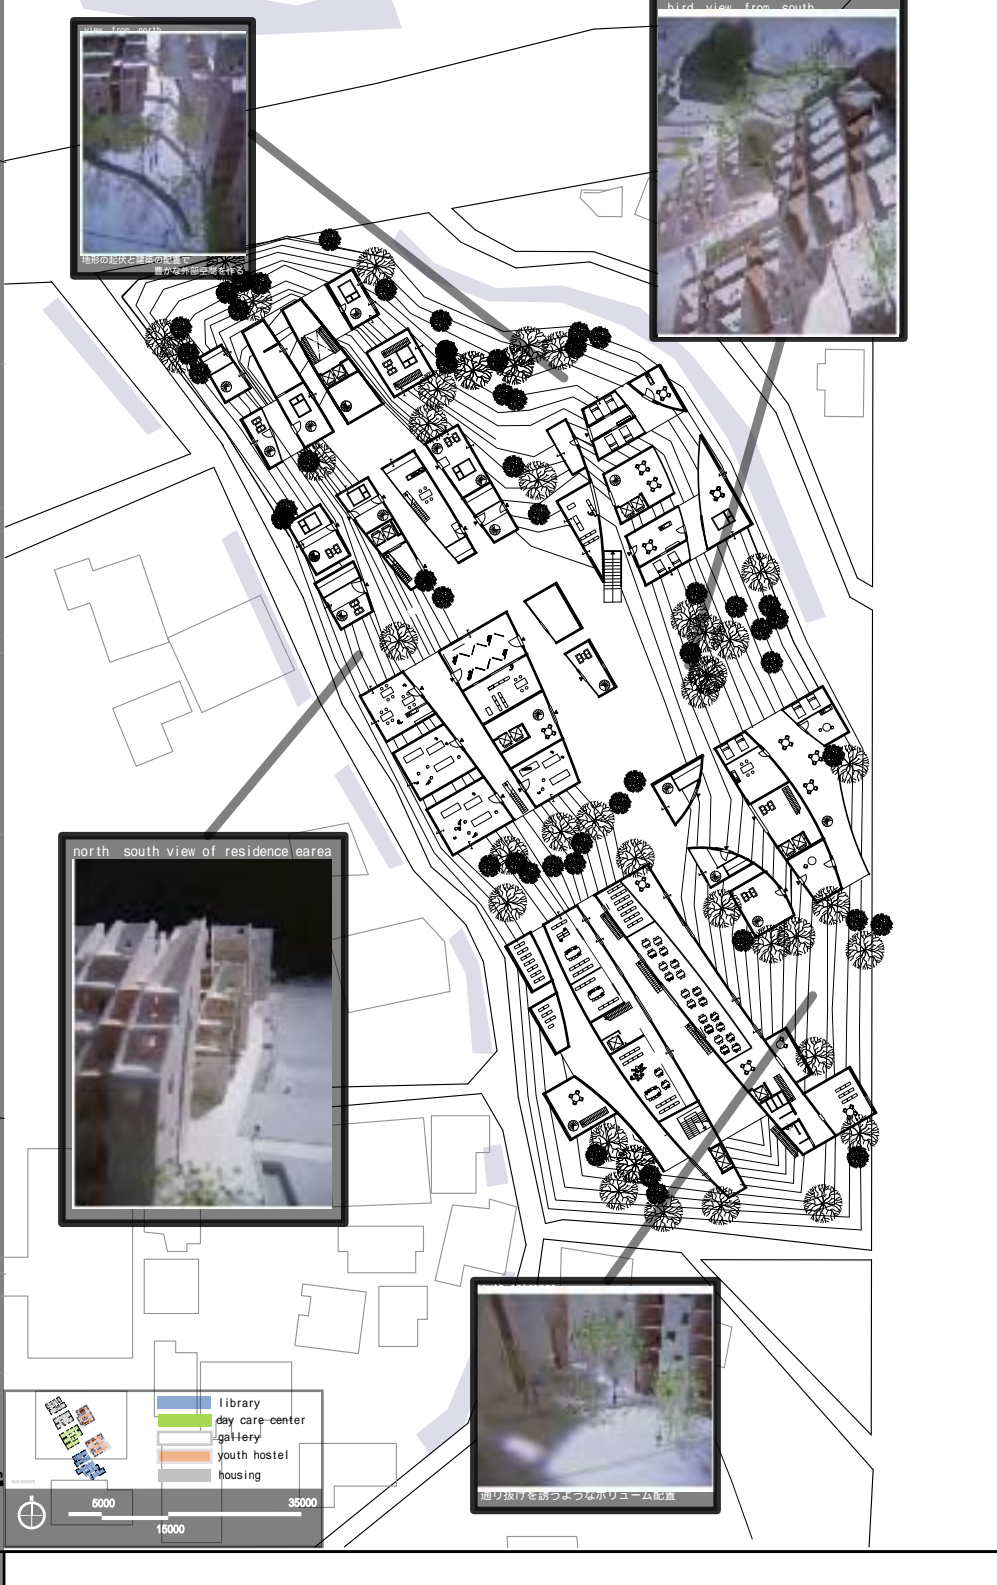 view from north
bird view from south
地形の起伏と建築の配置で
豊かな外部空間を作る
north south view of residence earea
library
day care center
gallery
youth hostel
housing
N
5000
35000
15000
通り抜けを誘うようなボリューム配置